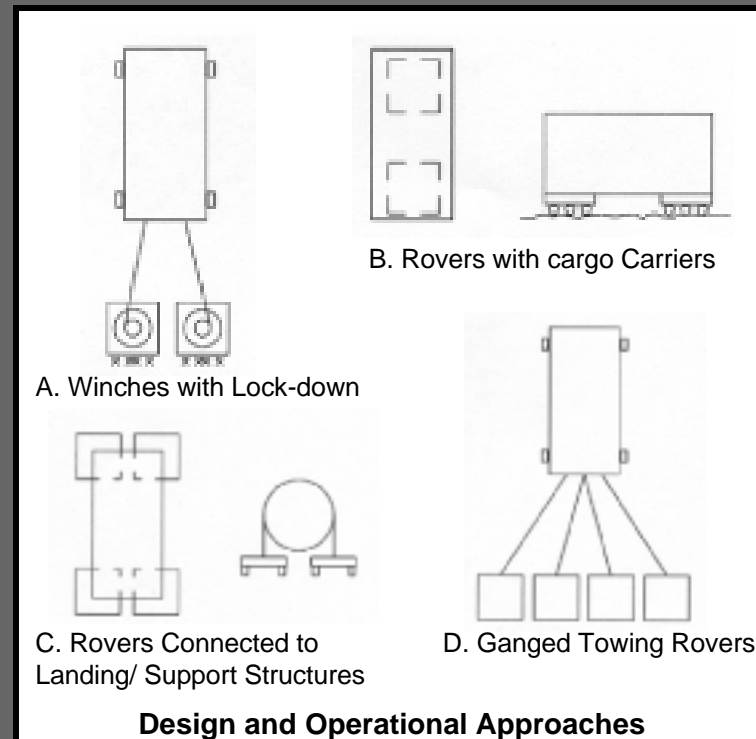 A. Winches with Lock-down
B. Rovers with cargo Carriers
C. Rovers Connected to
Landing/ Support Structures
D. Ganged Towing Rovers
Design and Operational Approaches